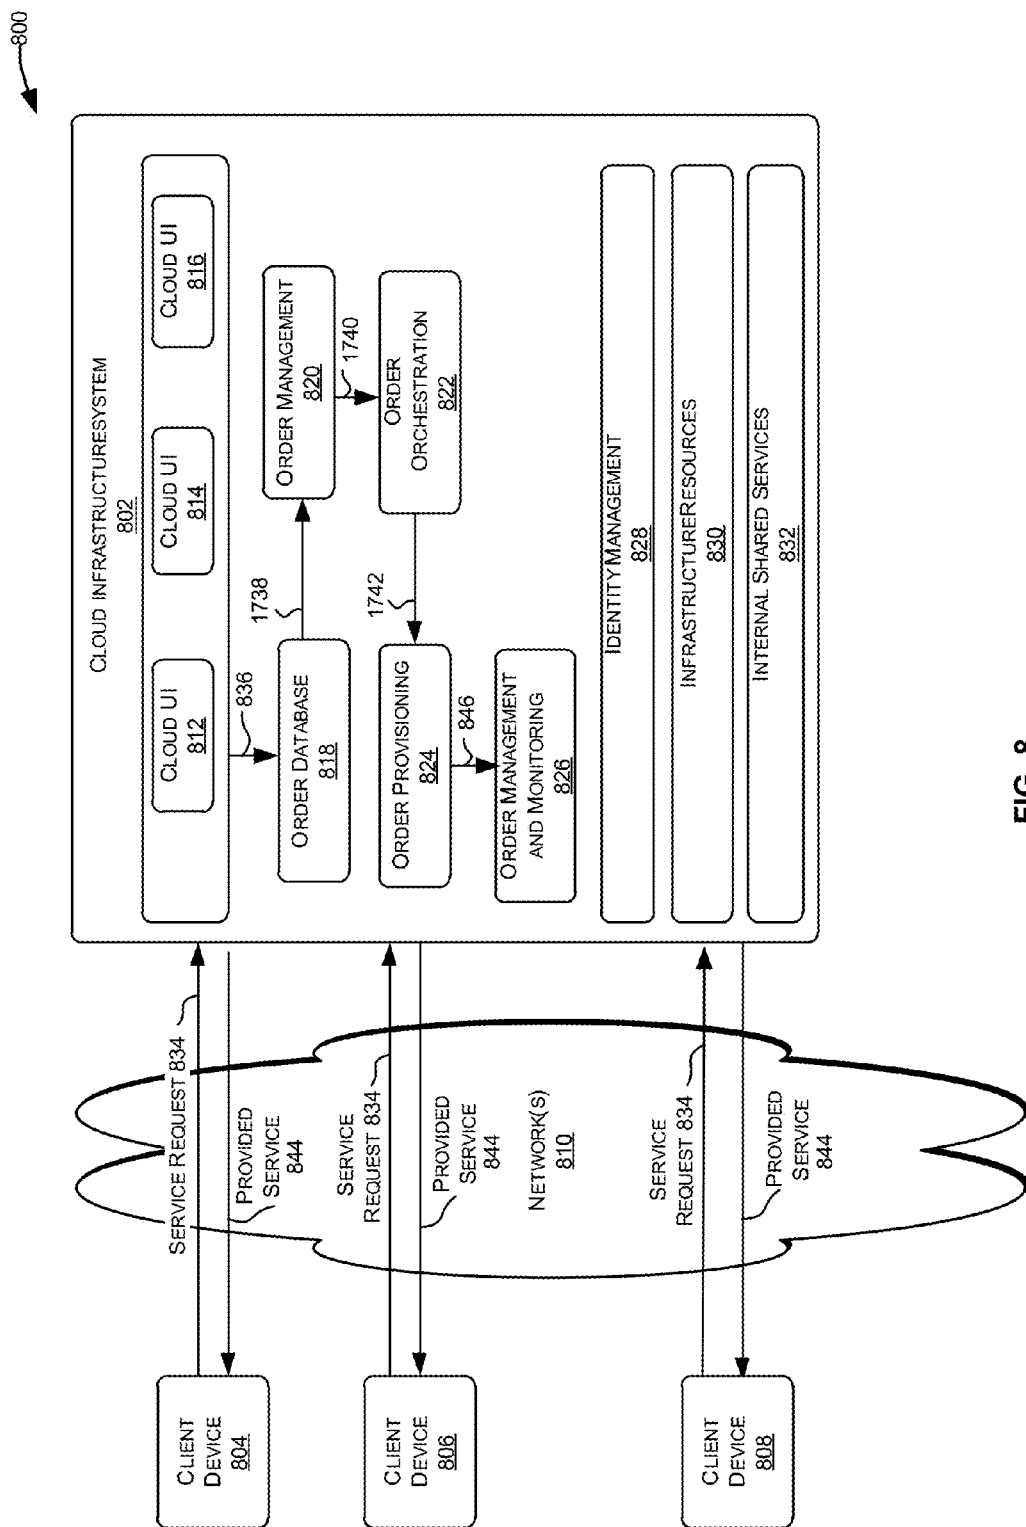 800
CLOUD INFRASTRUCTURESYSTEM
802
CLOUD UI
812
CLOUD UI
814
CLOUD UI
816
836
ORDER DATABASE
818
1738
ORDER MANAGEMENT
820
1740
ORDER
ORCHESTRATION
822
1742
ORDER PROVISIONING
824
846
ORDER MANAGEMENT
AND MONITORING
826
IDENTITY MANAGEMENT
828
INFRASTRUCTURERESOURCES
830
INTERNAL SHARED SERVICES
832
SERVICE REQUEST 834
PROVIDED
SERVICE
844
SERVICE
REQUEST 834
PROVIDED
SERVICE
844
NETWORK(S)
810
SERVICE
REQUEST 834
PROVIDED
SERVICE
844
CLIENT
DEVICE
804
CLIENT
DEVICE
806
CLIENT
DEVICE
808
FIG. 8